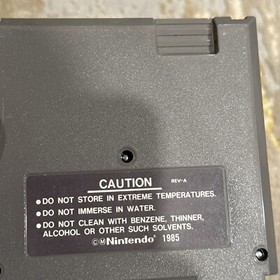 CAUTION REV-A
• DO NOT STORE IN EXTREME TEMPERATURES.
• DO NOT IMMERSE IN WATER.
• DO NOT CLEAN WITH BENZENE, THINNER,
ALCOHOL OR OTHER SUCH SOLVENTS.
©Ⓜ Nintendo 1985